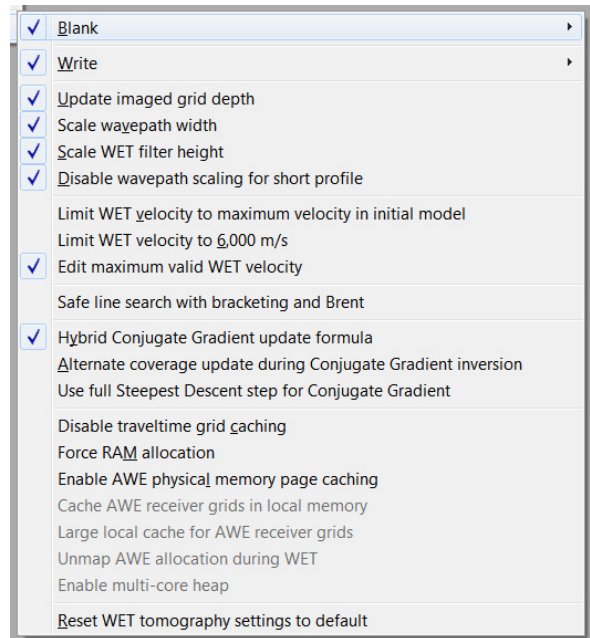 Blank
Write
Update imaged grid depth
Scale wavepath width
Scale WET filter height
Disable wavepath scaling for short profile
Limit WET velocity to maximum velocity in initial model
Limit WET velocity to 6,000 m/s
Edit maximum valid WET velocity
Safe line search with bracketing and Brent
Hybrid Conjugate Gradient update formula
Alternate coverage update during Conjugate Gradient inversion
Use full Steepest Descent step for Conjugate Gradient
Disable traveltime grid caching
Force RAM allocation
Enable AWE physical memory page caching
Cache AWE receiver grids in local memory
Large local cache for AWE receiver grids
Unmap AWE allocation during WET
Enable multi-core heap
Reset WET tomography settings to default